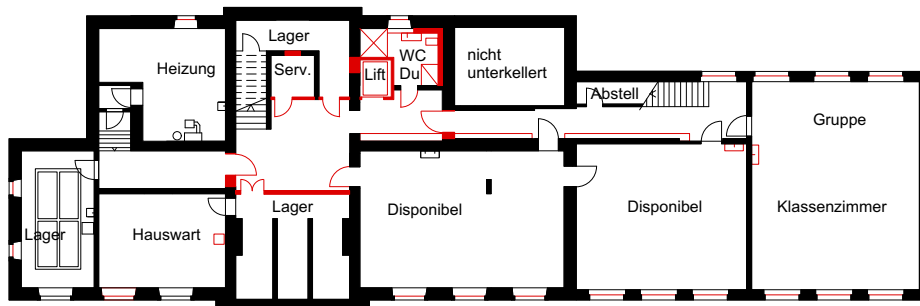 Lager
Heizung
Serv.
Lift
WC
Du
nicht
unterkellert
Abstell
Gruppe
Lager
Hauswart
Lager
Disponibel
Disponibel
Klassenzimmer